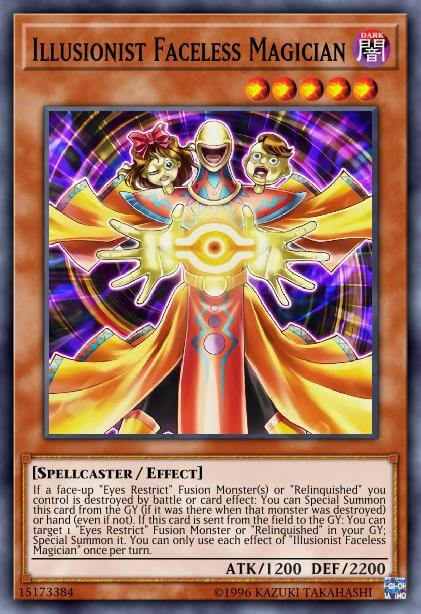 ILLUSIONIST FACELESS MAGICIAN
DARK
闇
[SPELLCASTER / EFFECT]
If a face-up "Eyes Restrict" Fusion Monster(s) or "Relinquished" you
control is destroyed by battle or card effect: You can Special Summon
this card from the GY (if it was there when that monster was destroyed)
or hand (even if not). If this card is sent from the field to the GY: You can
target 1 "Eyes Restrict" Fusion Monster or "Relinquished" in your GY;
Special Summon it. You can only use each effect of "Illusionist Faceless
Magician" once per turn.
ATK/1200 DEF/2200
15173384
©1996 KAZUKI TAKAHASHI